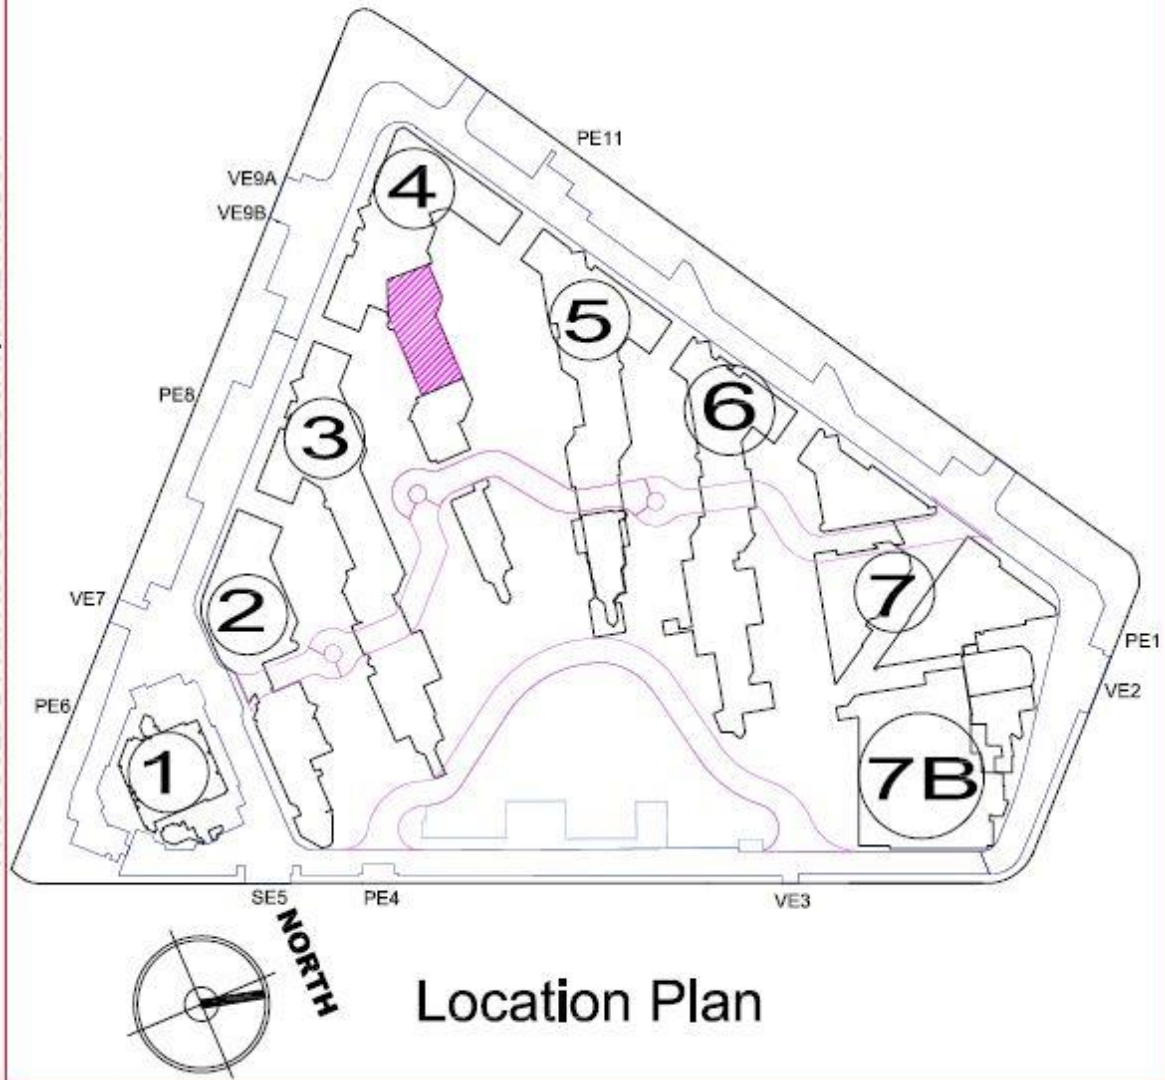 PE11
VE9A
4
VE9B
5
PE8
6
3
VE7
7
2
PE1
VE2
PE6
1
7B
SE5
PE4
VE3
NORTH
Location Plan